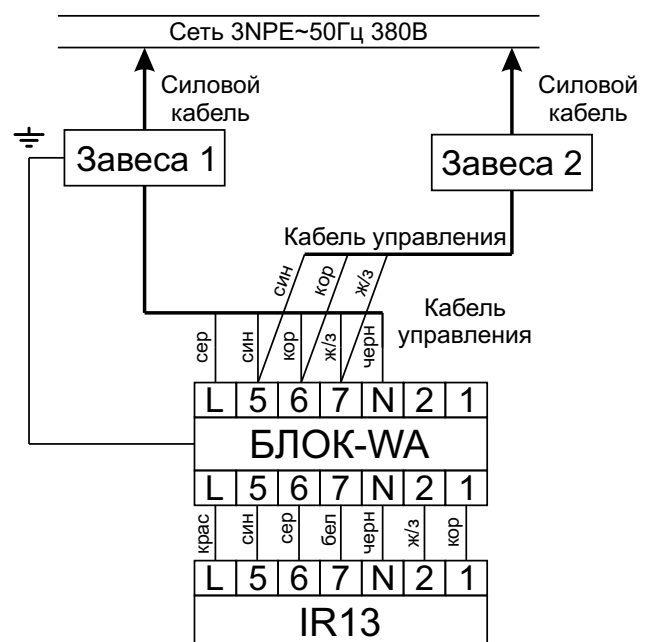 Сеть 3NPE~50Гц 380В
Силовой
кабель
Силовой
кабель
Завеса 1
Завеса 2
Кабель управления
син
кор
ж/з
Кабель
управления
сер
син
кор
ж/з
черн
L 5 6 7 N 2 1
БЛОК-WA
L 5 6 7 N 2 1
крас
син
сер
бел
черн
ж/з
кор
L 5 6 7 N 2 1
IR13